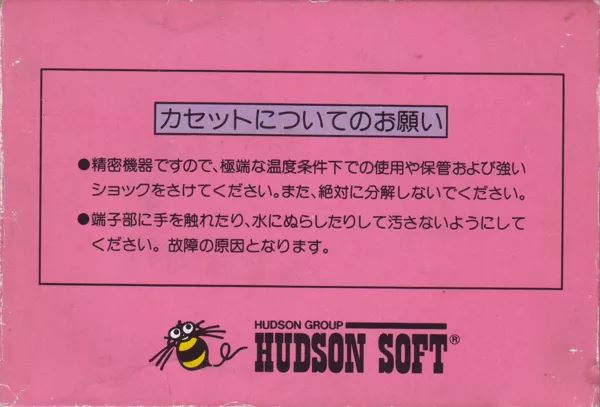 カセットについてのお願い
●精密機器ですので、極端な温度条件下での使用や保管および強い
ショックをさけてください。また、絶対に分解しないでください。
●端子部に手を触れたり、水にぬらしたりして汚さないようにして
ください。故障の原因となります。
HUDSON GROUP
HUDSON SOFT®